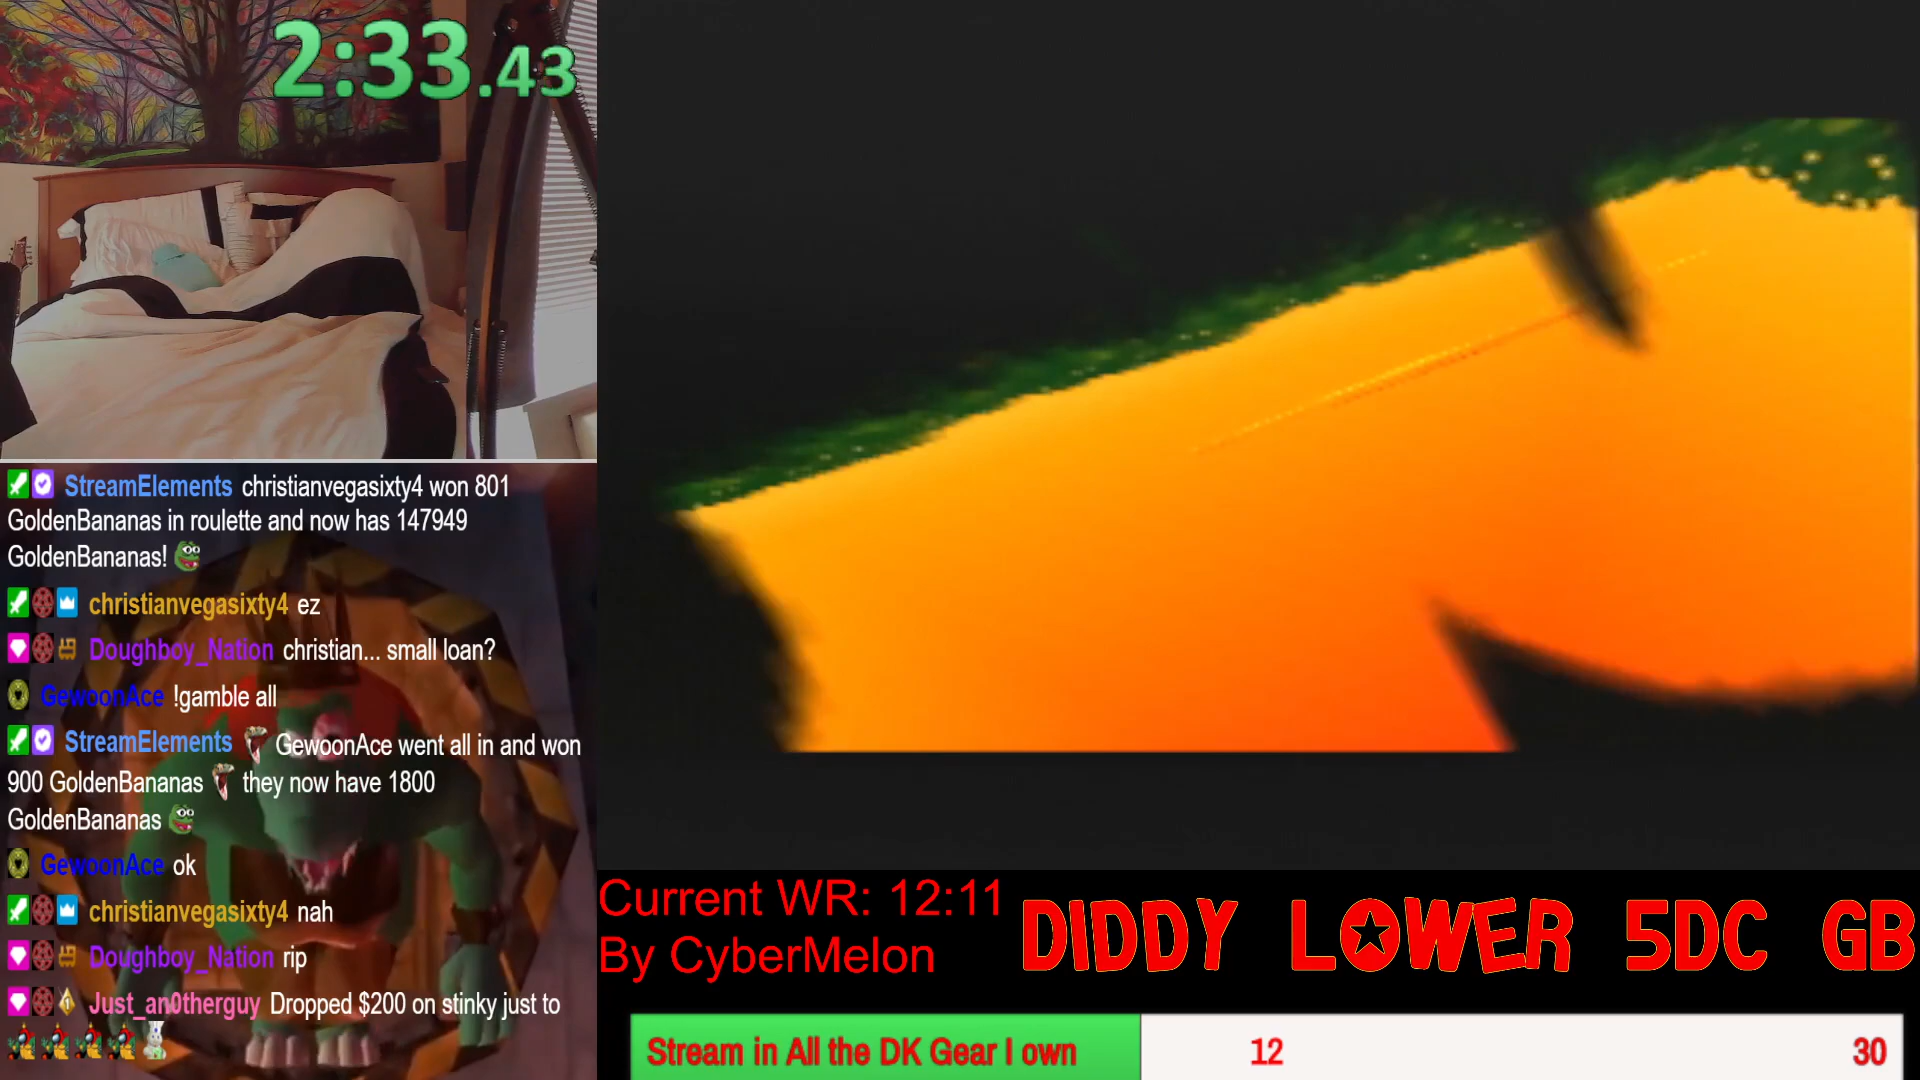 2:33.43
StreamElements christianvegasixty4 won 801
GoldenBananas in roulette and now has 147949
GoldenBananas!
christianvegasixty4 ez
Doughboy_Nation christian... small loan?
GewoonAce !gamble all
StreamElements GewoonAce went all in and won
900 GoldenBananas they now have 1800
GoldenBananas
GewoonAce ok
christianvegasixty4 nah
Doughboy_Nation rip
Just_an0therguy Dropped $200 on stinky just to
Current WR: 12:11
By CyberMelon
DIDDY LOWER 5DC GB
Stream in All the DK Gear I own 12 30